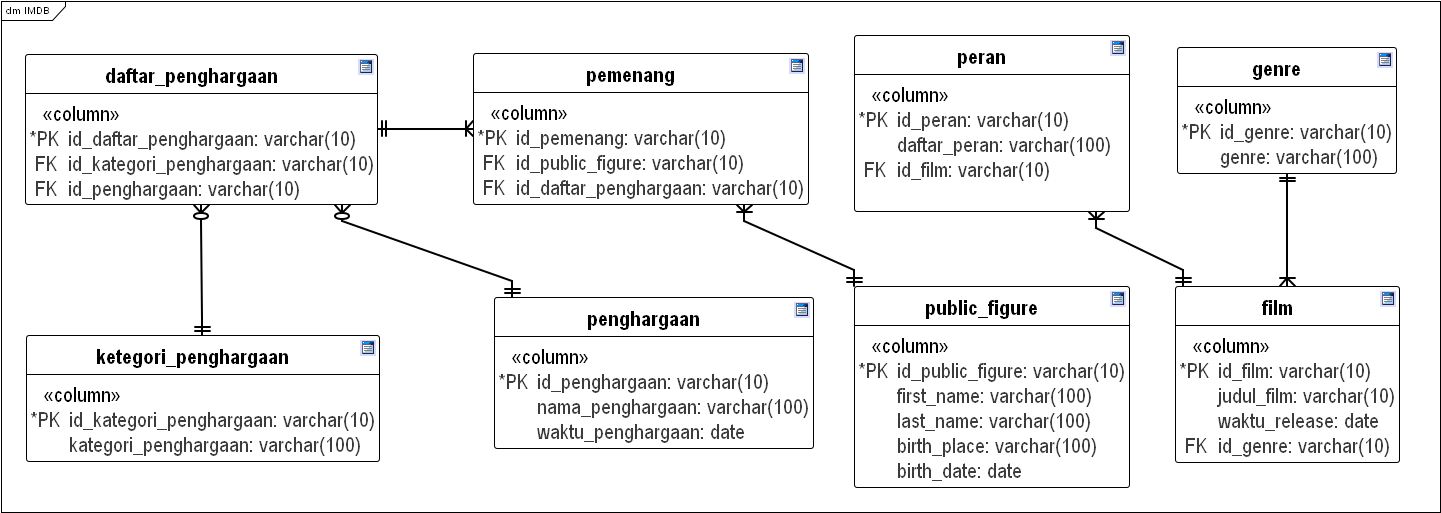 dm IMDB
daftar_penghargaan
«column»
*PK id_daftar_penghargaan: varchar(10)
FK id_kategori_penghargaan: varchar(10)
FK id_penghargaan: varchar(10)
pemenang
«column»
*PK id_pemenang: varchar(10)
FK id_public_figure: varchar(10)
FK id_daftar_penghargaan: varchar(10)
peran
«column»
*PK id_peran: varchar(10)
daftar_peran: varchar(100)
FK id_film: varchar(10)
genre
«column»
*PK id_genre: varchar(10)
genre: varchar(100)
ketegori_penghargaan
«column»
*PK id_kategori_penghargaan: varchar(10)
kategori_penghargaan: varchar(100)
penghargaan
«column»
*PK id_penghargaan: varchar(10)
nama_penghargaan: varchar(100)
waktu_penghargaan: date
public_figure
«column»
*PK id_public_figure: varchar(10)
first_name: varchar(100)
last_name: varchar(100)
birth_place: varchar(100)
birth_date: date
film
«column»
*PK id_film: varchar(10)
judul_film: varchar(10)
waktu_release: date
FK id_genre: varchar(10)